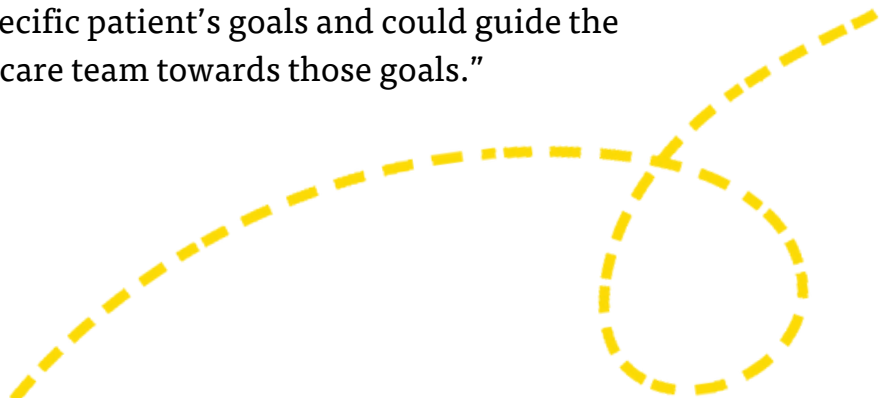 ecific patient’s goals and could guide the
care team towards those goals.”